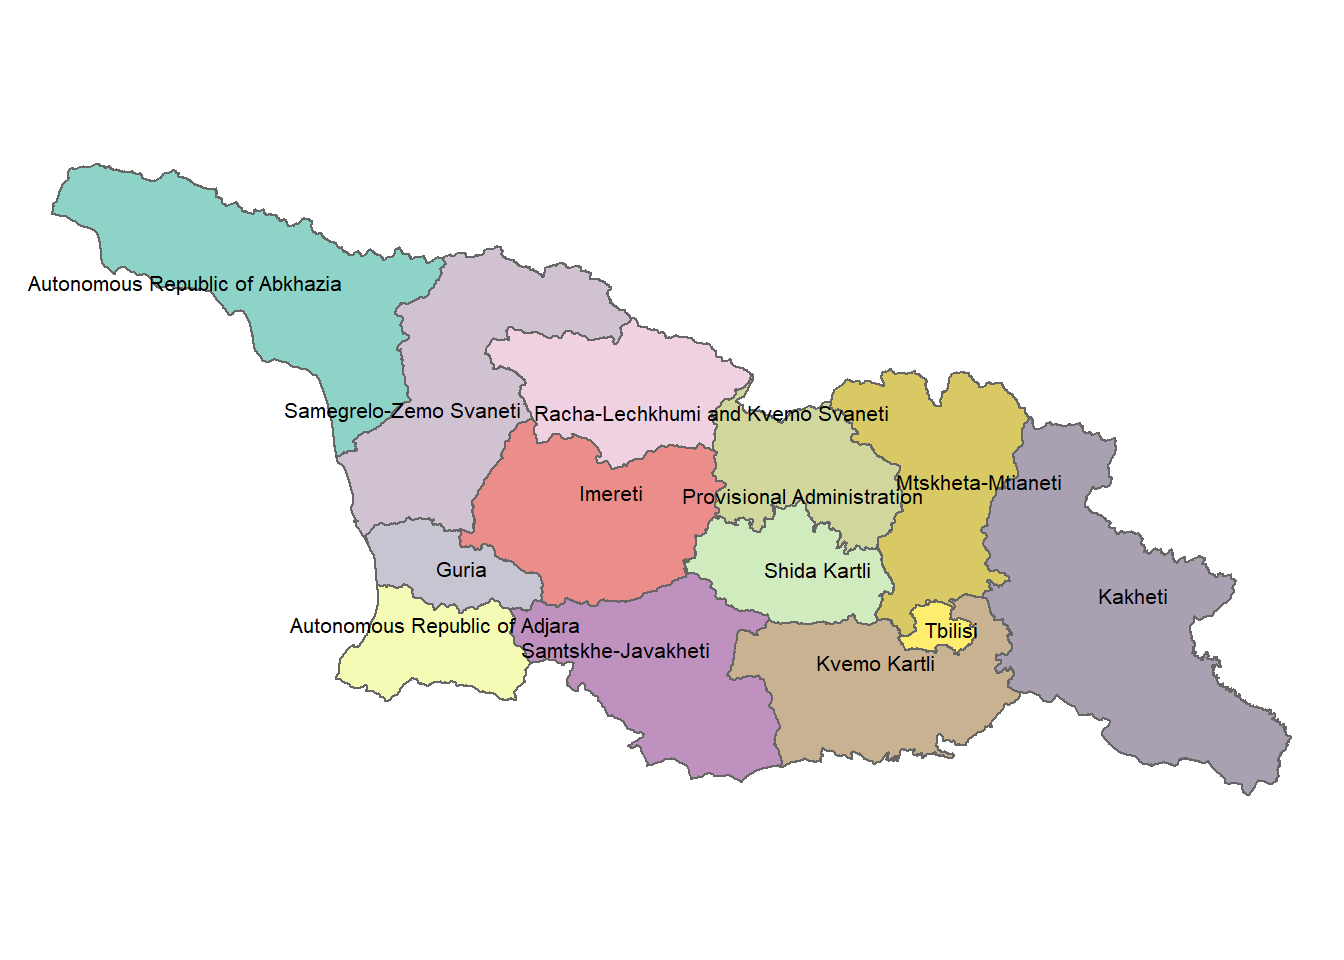 Autonomous Republic of Abkhazia
Samegrelo-Zemo Svaneti
Racha-Lechkhumi and Kvemo Svaneti
Mtskheta-Mtianeti
Imereti
Provisional Administration
Guria
Shida Kartli
Kakheti
Autonomous Republic of Adjara
Tbilisi
Samtskhe-Javakheti
Kvemo Kartli